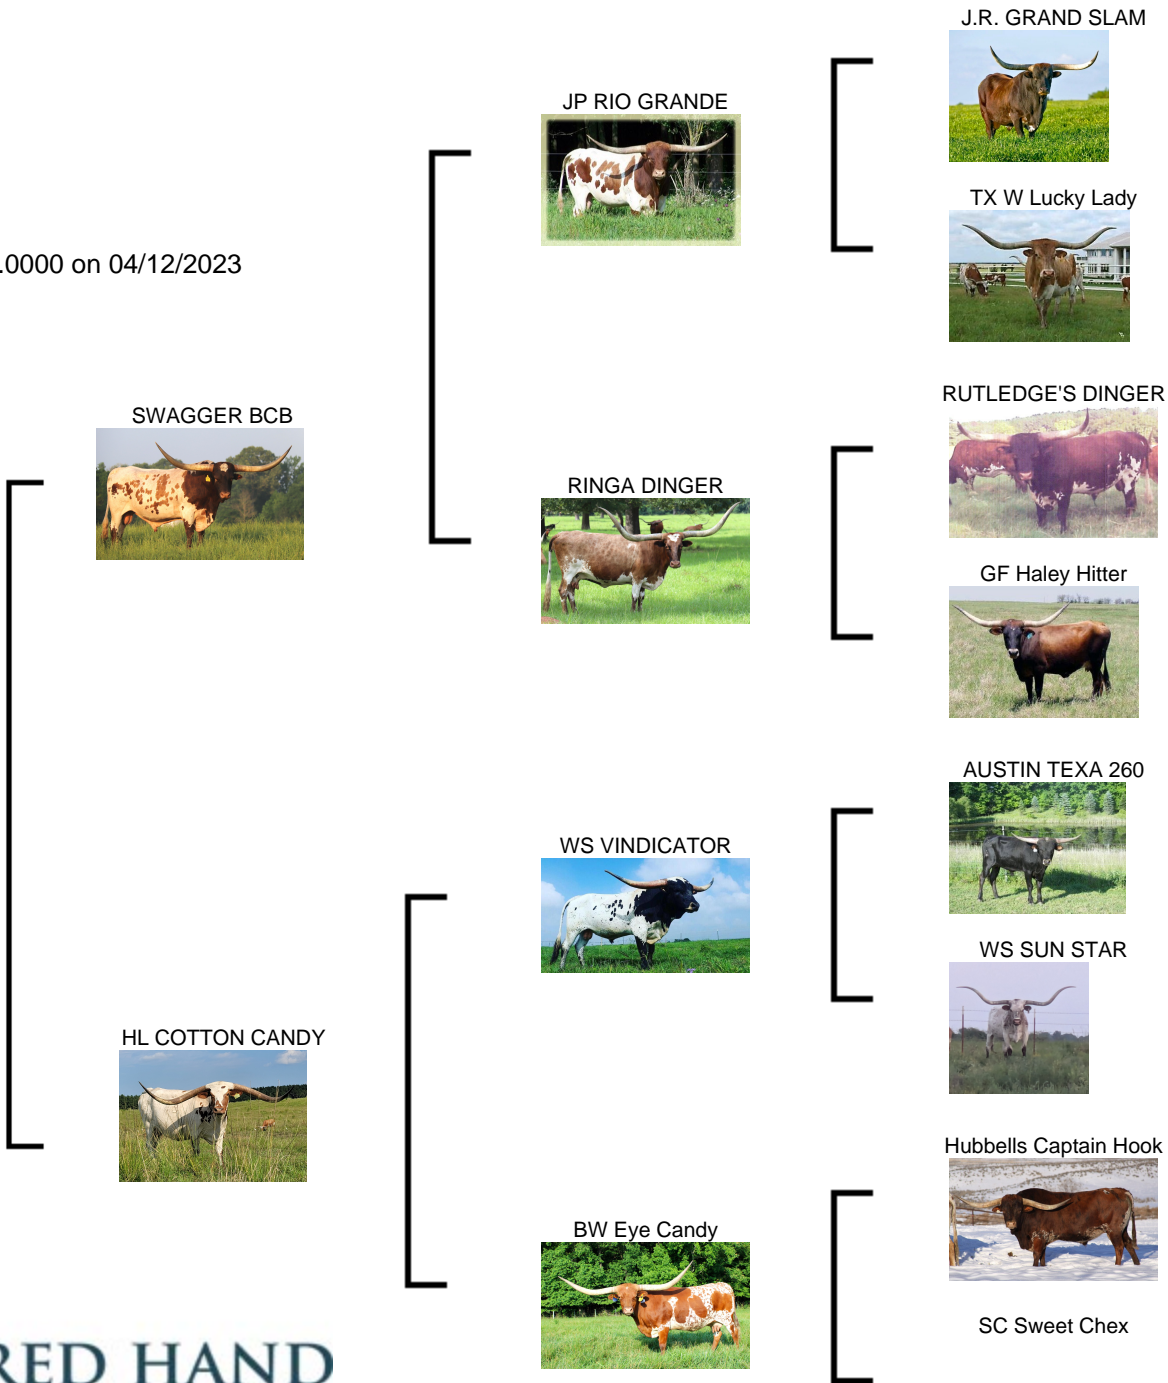 J.R. GRAND SLAM
JP RIO GRANDE
TX W Lucky Lady
.0000 on 04/12/2023
SWAGGER BCB
RUTLEDGE'S DINGER
RINGA DINGER
GF Haley Hitter
AUSTIN TEXA 260
WS VINDICATOR
WS SUN STAR
HL COTTON CANDY
Hubbells Captain Hook
BW Eye Candy
SC Sweet Chex
RED HAND